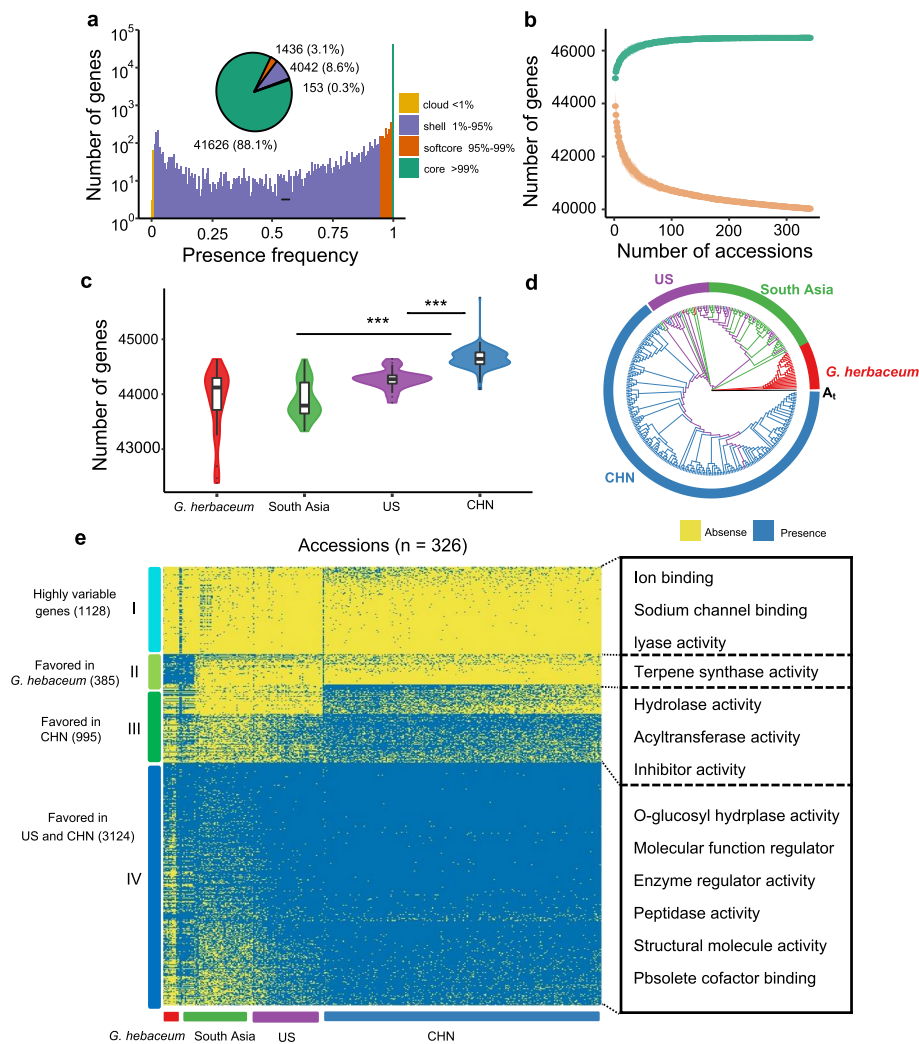 a
Number of genes
10^5
10^4
10^3
10^2
10^1
10^0
1436 (3.1%)
4042 (8.6%)
153 (0.3%)
41626 (88.1%)
cloud <1%
shell 1%-95%
softcore 95%-99%
core >99%
0
0.25
0.5
0.75
1
Presence frequency
b
Number of genes
46000
44000
42000
40000
0
100
200
300
Number of accessions
c
Number of genes
45000
44000
43000
***
***
G. herbaceum
South Asia
US
CHN
d
US
South Asia
G. herbaceum
At
CHN
Absense
Presence
e
Accessions (n = 326)
Highly variable
genes (1128)
I
Favored in
G. hebaceum (385)
II
Favored in
CHN (995)
III
Favored in
US and CHN (3124)
IV
Ion binding
Sodium channel binding
lyase activity
Terpene synthase activity
Hydrolase activity
Acyltransferase activity
Inhibitor activity
O-glucosyl hydrplase activity
Molecular function regulator
Enzyme regulator activity
Peptidase activity
Structural molecule activity
Pbsolete cofactor binding
G. hebaceum
South Asia
US
CHN